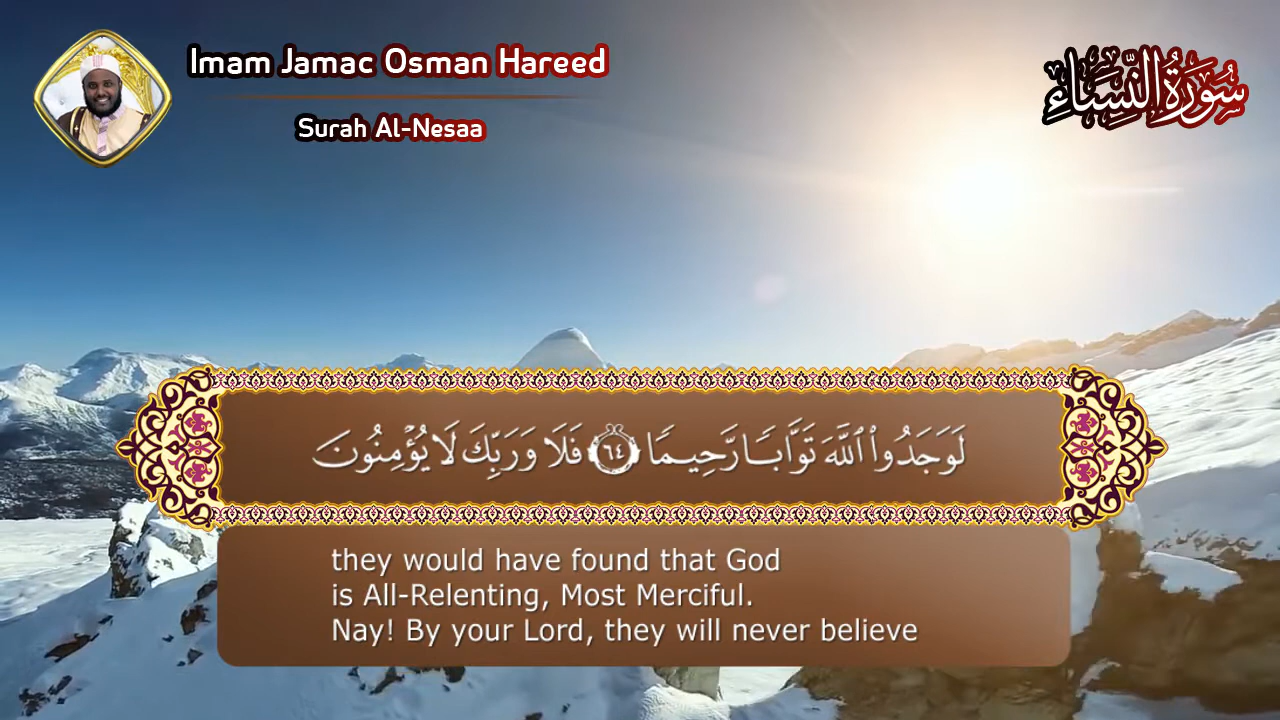 Imam Jamac Osman Hareed
Surah Al-Nesaa
سُورَةُ النِّسَاءِ
لَوَجَدُوا۟ ٱللَّهَ تَوَّابًا رَّحِيمًا ٦٤ فَلَا وَرَبِّكَ لَا يُؤْمِنُونَ
they would have found that God
is All-Relenting, Most Merciful.
Nay! By your Lord, they will never believe